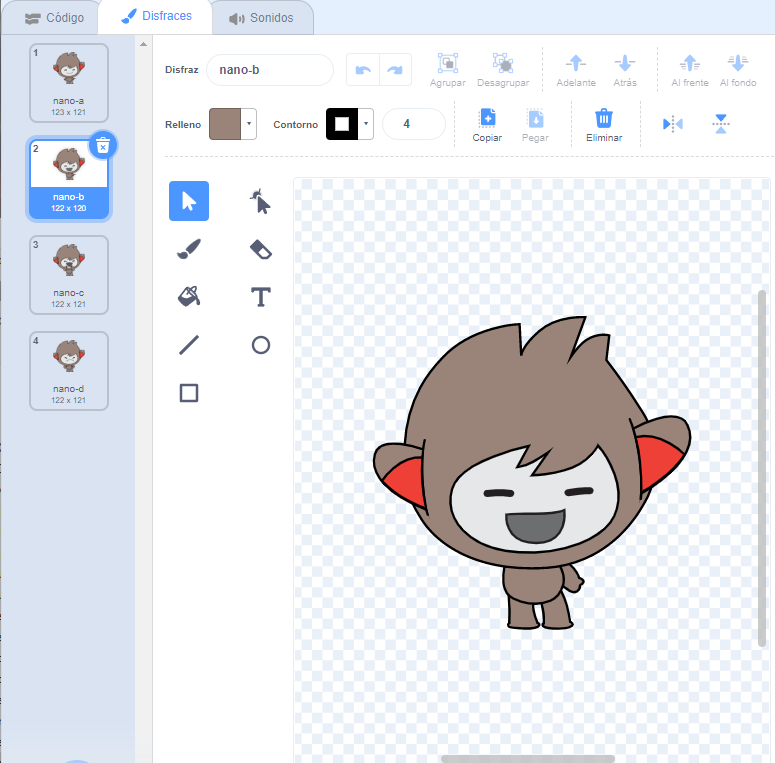 Código
Disfraces
Sonidos
1
nano-a
123 x 121
2
nano-b
122 x 120
3
nano-c
122 x 121
4
nano-d
122 x 121
Disfraz
nano-b
Agrupar
Desagrupar
Adelante
Atrás
Al frente
Al fondo
Relleno
Contorno
4
Copiar
Pegar
Eliminar
T